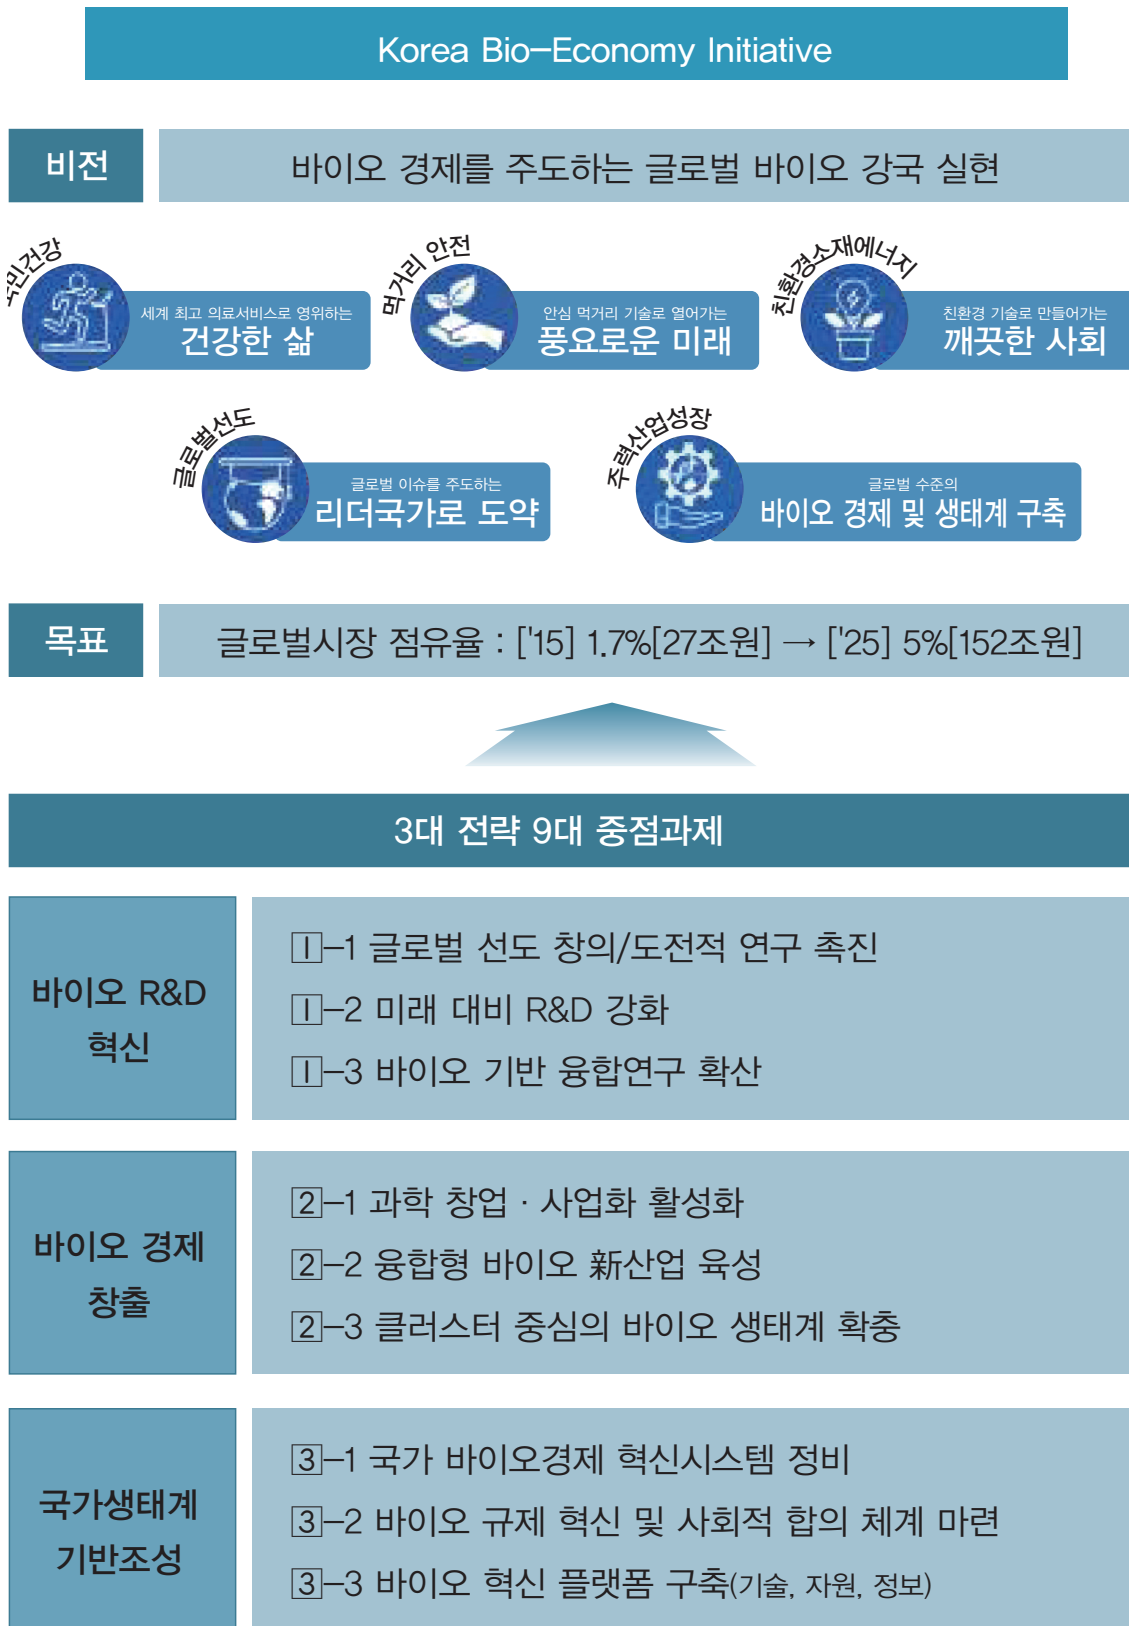 Korea Bio-Economy Initiative
비전
바이오 경제를 주도하는 글로벌 바이오 강국 실현
세계 최고 의료서비스로 영위하는
건강한 삶
먹거리 안전
안심 먹거리 기술로 열어가는
풍요로운 미래
친환경소재에너지
친환경 기술로 만들어가는
깨끗한 사회
글로벌선도
글로벌 이슈를 주도하는
리더국가로 도약
주력산업성장
글로벌 수준의
바이오 경제 및 생태계 구축
목표
글로벌시장 점유율 : ['15] 1.7%[27조원] → ['25] 5%[152조원]
3대 전략 9대 중점과제
바이오 R&D
혁신
1-1 글로벌 선도 창의/도전적 연구 촉진
1-2 미래 대비 R&D 강화
1-3 바이오 기반 융합연구 확산
바이오 경제
창출
2-1 과학 창업 · 사업화 활성화
2-2 융합형 바이오 新산업 육성
2-3 클러스터 중심의 바이오 생태계 확충
국가생태계
기반조성
3-1 국가 바이오경제 혁신시스템 정비
3-2 바이오 규제 혁신 및 사회적 합의 체계 마련
3-3 바이오 혁신 플랫폼 구축(기술, 자원, 정보)